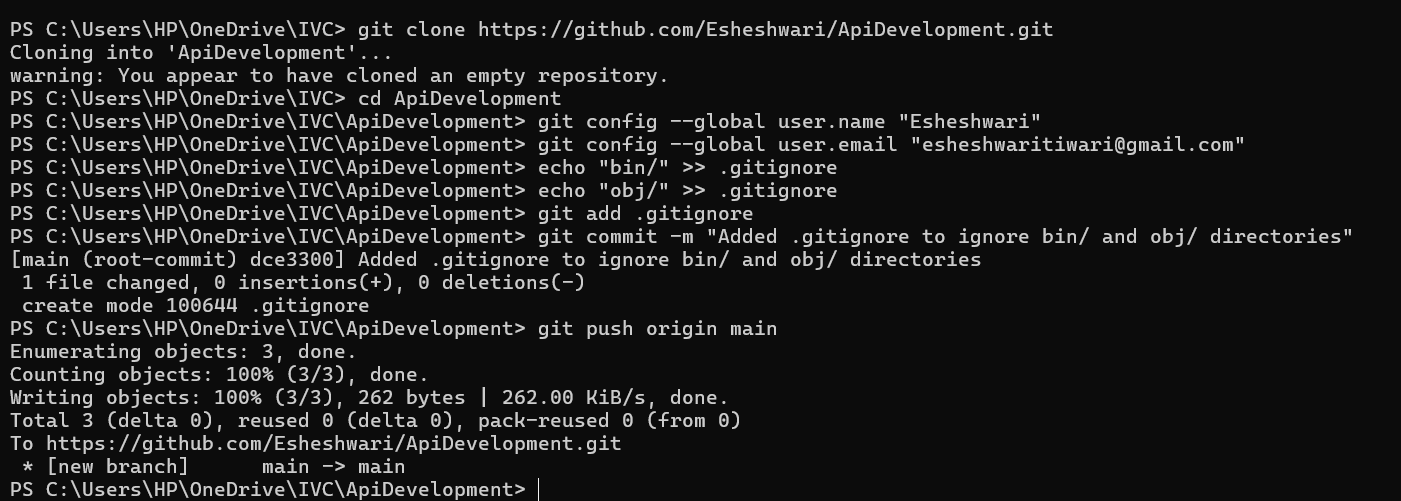 PS C:\Users\HP\OneDrive\IVC> git clone https://github.com/Esheshwari/ApiDevelopment.git
Cloning into 'ApiDevelopment'...
warning: You appear to have cloned an empty repository.
PS C:\Users\HP\OneDrive\IVC> cd ApiDevelopment
PS C:\Users\HP\OneDrive\IVC\ApiDevelopment> git config --global user.name "Esheshwari"
PS C:\Users\HP\OneDrive\IVC\ApiDevelopment> git config --global user.email "esheshwaritiwari@gmail.com"
PS C:\Users\HP\OneDrive\IVC\ApiDevelopment> echo "bin/" >> .gitignore
PS C:\Users\HP\OneDrive\IVC\ApiDevelopment> echo "obj/" >> .gitignore
PS C:\Users\HP\OneDrive\IVC\ApiDevelopment> git add .gitignore
PS C:\Users\HP\OneDrive\IVC\ApiDevelopment> git commit -m "Added .gitignore to ignore bin/ and obj/ directories"
[main (root-commit) dce3300] Added .gitignore to ignore bin/ and obj/ directories
 1 file changed, 0 insertions(+), 0 deletions(-)
 create mode 100644 .gitignore
PS C:\Users\HP\OneDrive\IVC\ApiDevelopment> git push origin main
Enumerating objects: 3, done.
Counting objects: 100% (3/3), done.
Writing objects: 100% (3/3), 262 bytes | 262.00 KiB/s, done.
Total 3 (delta 0), reused 0 (delta 0), pack-reused 0 (from 0)
To https://github.com/Esheshwari/ApiDevelopment.git
 * [new branch]      main -> main
PS C:\Users\HP\OneDrive\IVC\ApiDevelopment>